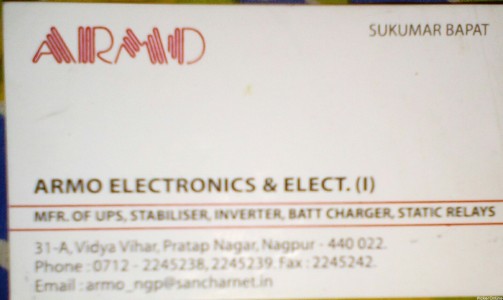 ARMO
SUKUMAR BAPAT
ARMO ELECTRONICS & ELECT. (I)
MFR. OF UPS, STABILISER, INVERTER, BATT CHARGER, STATIC RELAYS
31-A, Vidya Vihar, Pratap Nagar, Nagpur - 440 022.
Phone : 0712 - 2245238, 2245239. Fax : 2245242.
Email : armo_ngp@sancharnet.in